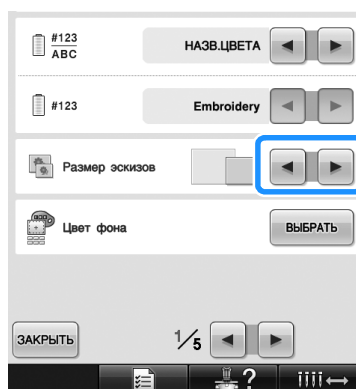 #123
ABC
НАЗВ.ЦВЕТА
#123
Embroidery
Размер эскизов
Цвет фона
ВЫБРАТЬ
ЗАКРЫТЬ
1/5
?